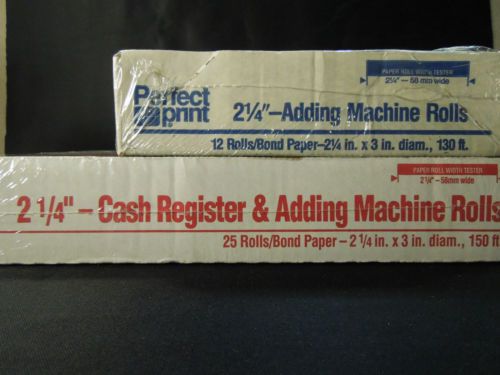 PAPER ROLL WIDTH TESTER
2¼" - 58 mm wide
Perfect
print
2¼"-Adding Machine Rolls
12 Rolls/Bond Paper-2¼ in. x 3 in. diam., 130 ft.
PAPER ROLL WIDTH TESTER
2¼" - 58mm wide
2 1/4" - Cash Register & Adding Machine Rolls
25 Rolls/Bond Paper - 2 1/4 in. x 3 in. diam., 150 ft